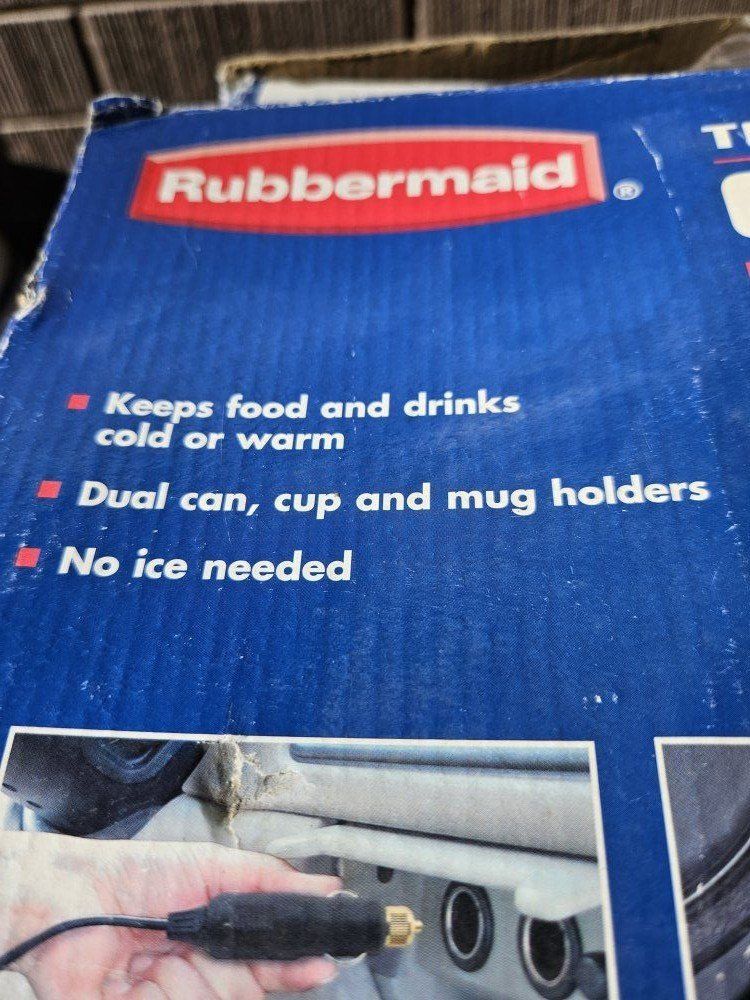 Rubbermaid ®
Keeps food and drinks
cold or warm
Dual can, cup and mug holders
No ice needed